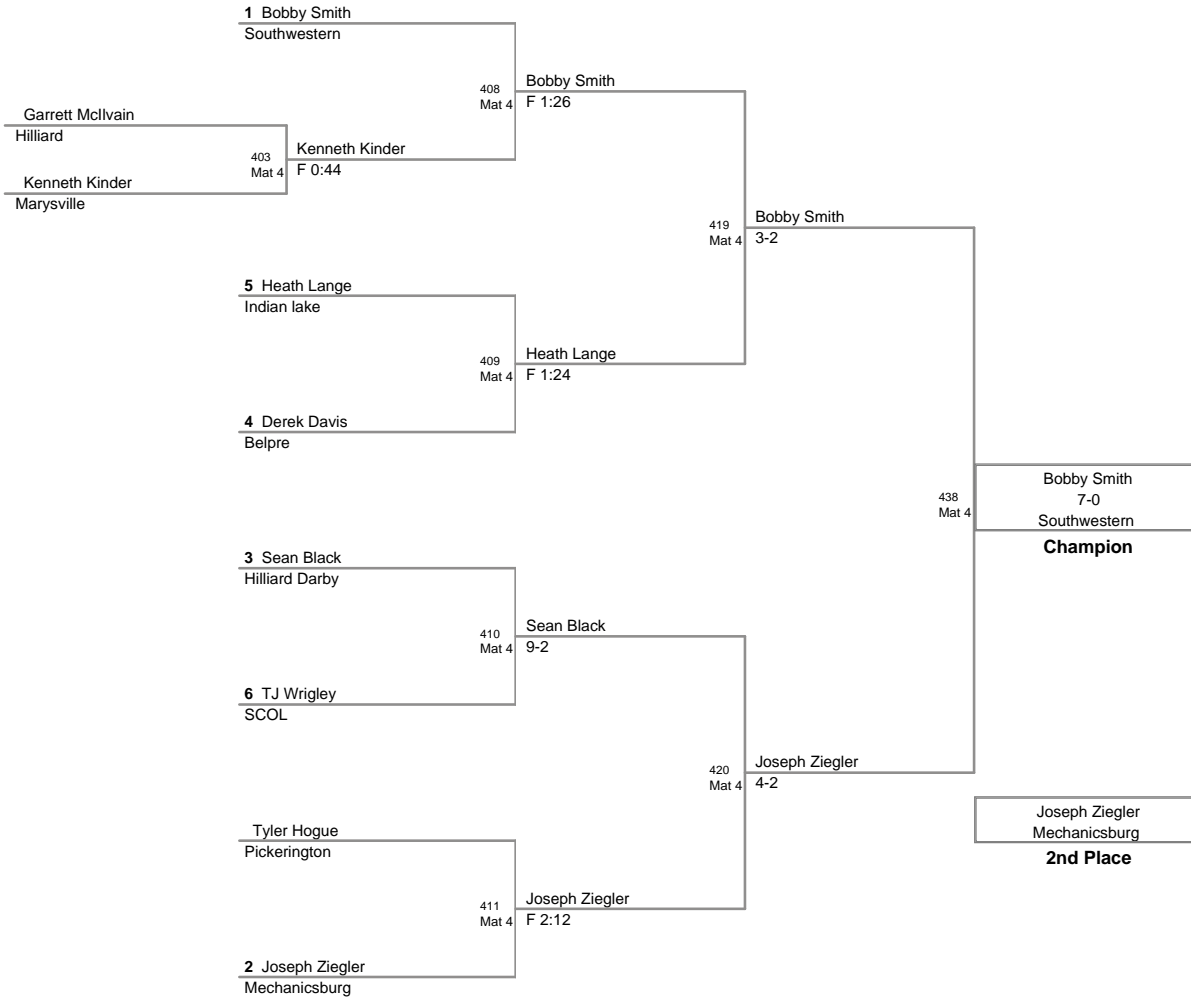 1 Bobby Smith
Southwestern
408
Mat 4
Bobby Smith
F 1:26
Garrett McIlvain
Hilliard
403
Mat 4
Kenneth Kinder
F 0:44
Kenneth Kinder
Marysville
419
Mat 4
Bobby Smith
3-2
5 Heath Lange
Indian lake
409
Mat 4
Heath Lange
F 1:24
4 Derek Davis
Belpre
438
Mat 4
Bobby Smith
7-0
Southwestern
Champion
3 Sean Black
Hilliard Darby
410
Mat 4
Sean Black
9-2
6 TJ Wrigley
SCOL
420
Mat 4
Joseph Ziegler
4-2
Joseph Ziegler
Mechanicsburg
2nd Place
Tyler Hogue
Pickerington
411
Mat 4
Joseph Ziegler
F 2:12
2 Joseph Ziegler
Mechanicsburg